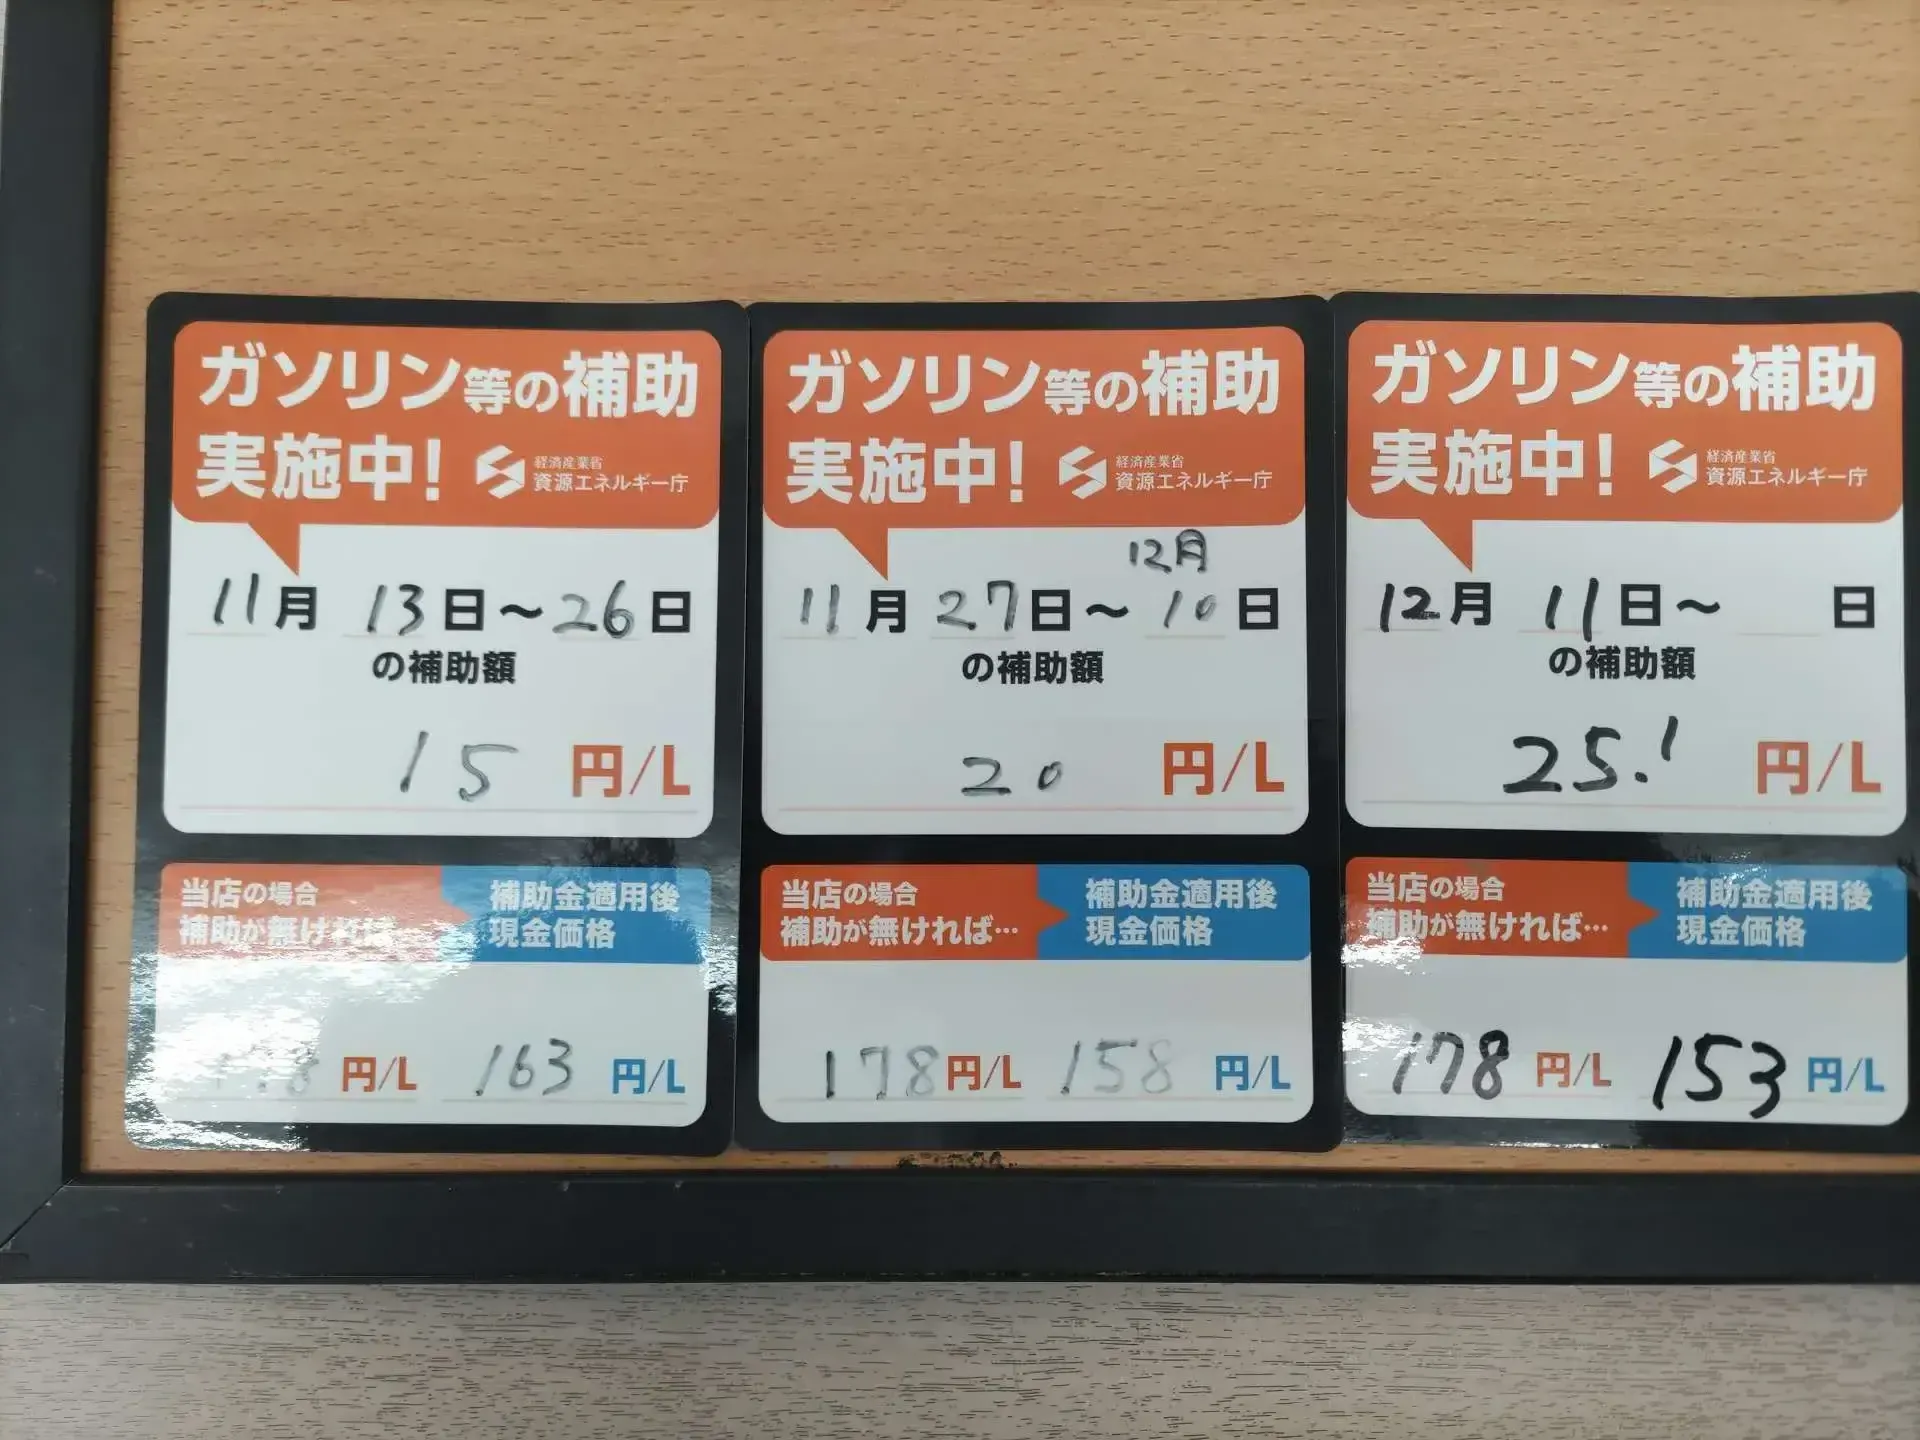 ガソリン等の補助
実施中!
経済産業省
資源エネルギー庁
11月 13日～26日
の補助額
15 円/L
当店の場合
補助が無ければ…
補助金適用後
現金価格
円/L
163 円/L
ガソリン等の補助
実施中!
経済産業省
資源エネルギー庁
12月
11月 27日～10日
の補助額
20 円/L
当店の場合
補助が無ければ…
補助金適用後
現金価格
178円/L
158 円/L
ガソリン等の補助
実施中!
経済産業省
資源エネルギー庁
12月 11日～ 日
の補助額
25.1 円/L
当店の場合
補助が無ければ…
補助金適用後
現金価格
178 円/L
153 円/L